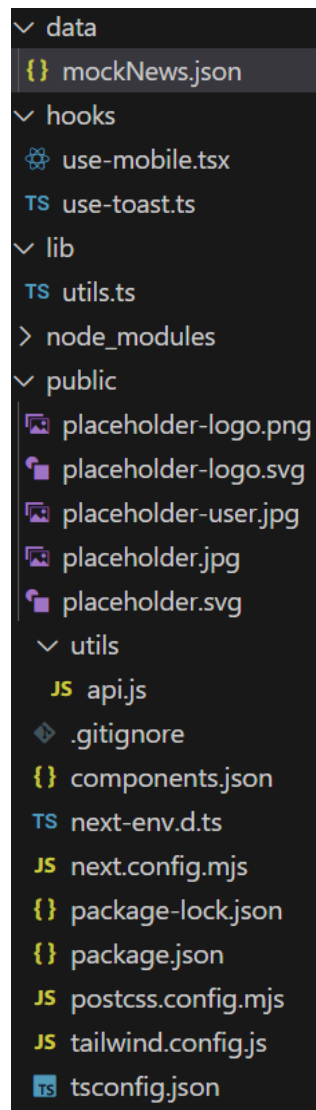 data
{} mockNews.json
hooks
use-mobile.tsx
TS use-toast.ts
lib
TS utils.ts
node_modules
public
placeholder-logo.png
placeholder-logo.svg
placeholder-user.jpg
placeholder.jpg
placeholder.svg
utils
JS api.js
.gitignore
{} components.json
TS next-env.d.ts
JS next.config.mjs
{} package-lock.json
{} package.json
JS postcss.config.mjs
JS tailwind.config.js
TS tsconfig.json